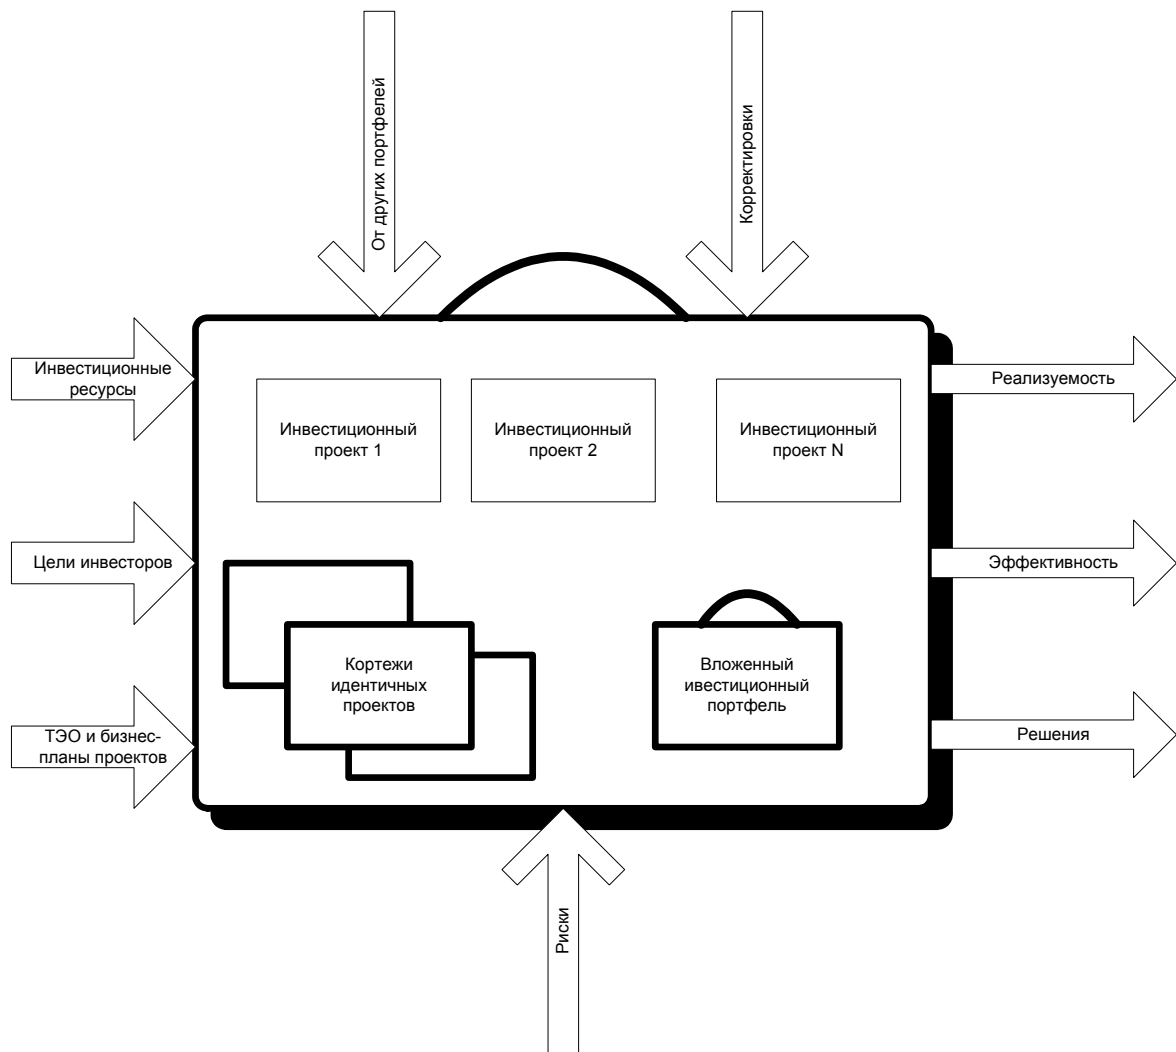 От других портфелей
Корректировки
Инвестиционные
ресурсы
Реализуемость
Инвестиционный
проект 1
Инвестиционный
проект 2
Инвестиционный
проект N
Цели инвесторов
Эффективность
Кортежи
идентичных
проектов
Вложенный
ивестиционный
портфель
ТЭО и бизнес-
планы проектов
Решения
Риски